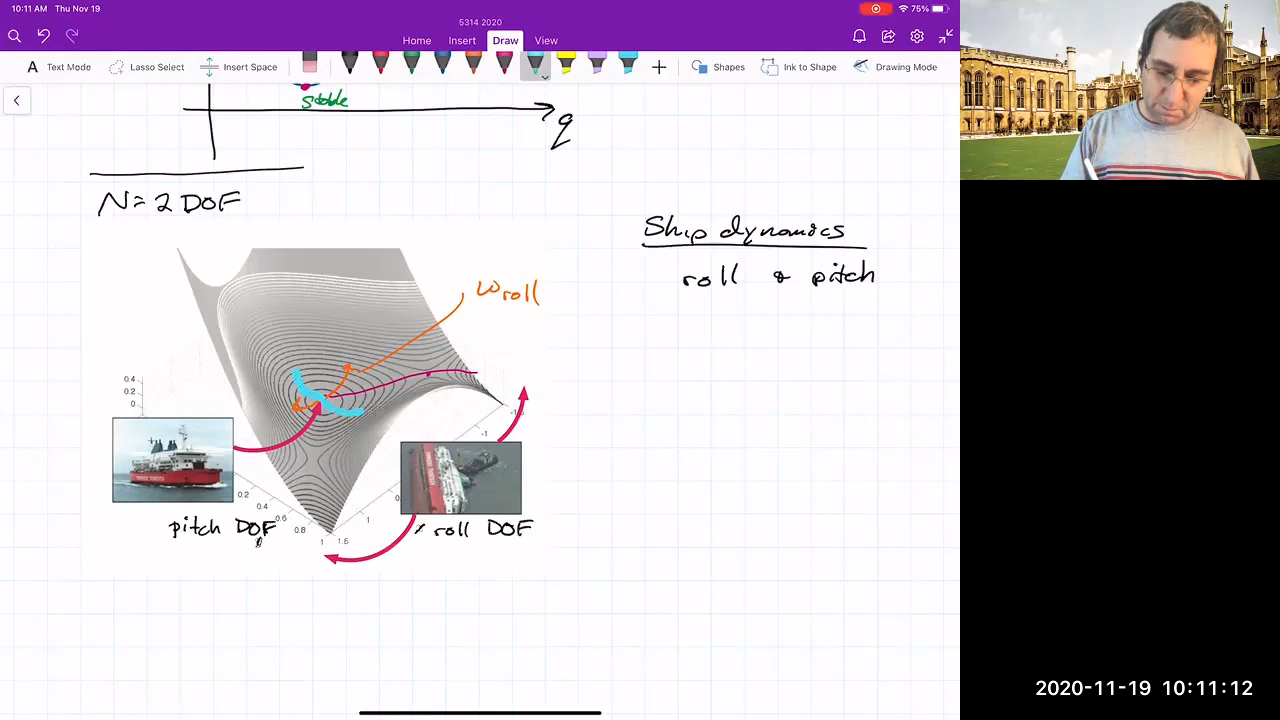 10:11 AM Thu Nov 19
75%
5314 2020
Home Insert Draw View
Text Mode Lasso Select Insert Space Shapes Ink to Shape Drawing Mode
stable
q
N=2 DOF
Ship dynamics
roll & pitch
ωroll
0.4
0.2
0
-1
0.2
0.4
0.6
0.8
1
1
1.5
pitch DOF
roll DOF
2020-11-19 10:11:12